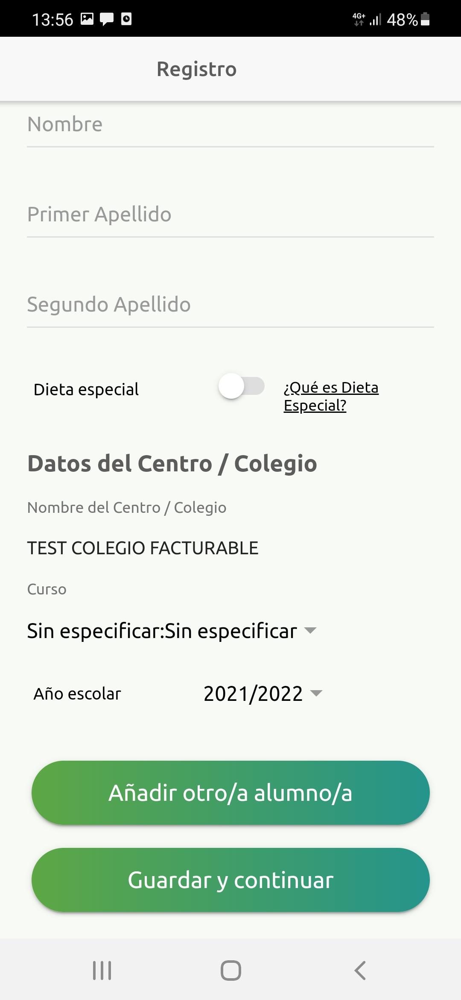 13:56 4G+ 48%
Registro
Nombre
Primer Apellido
Segundo Apellido
Dieta especial
¿Qué es Dieta
Especial?
Datos del Centro / Colegio
Nombre del Centro / Colegio
TEST COLEGIO FACTURABLE
Curso
Sin especificar:Sin especificar
Año escolar 2021/2022
Añadir otro/a alumno/a
Guardar y continuar